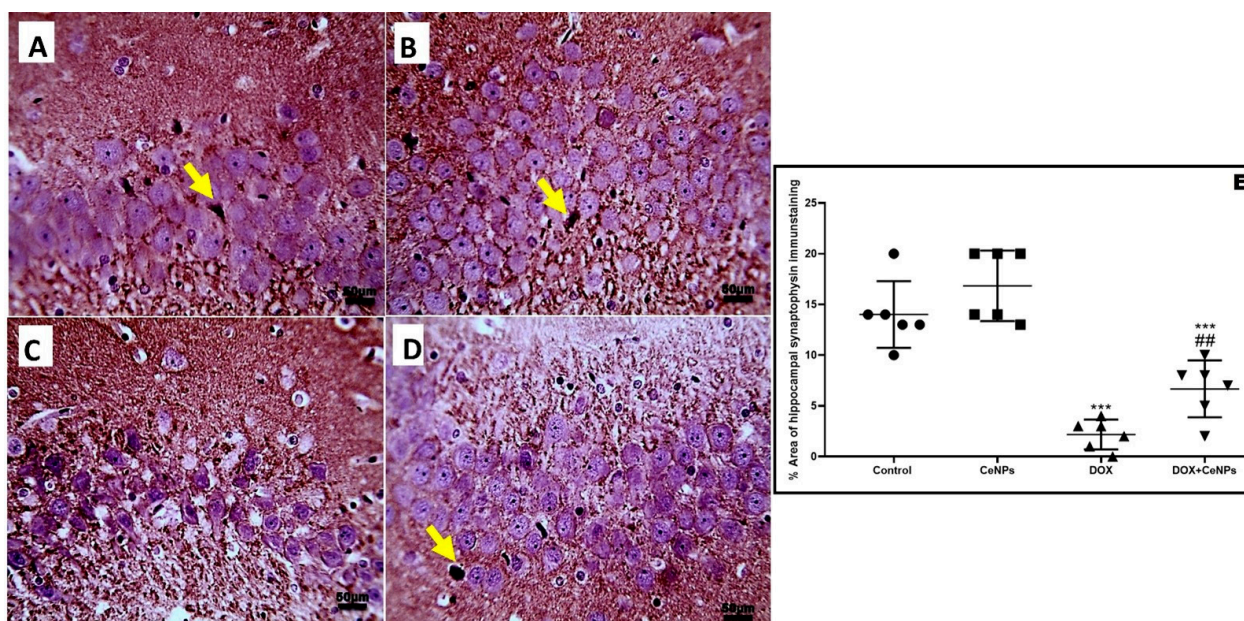 A
B
50µm
50µm
C
D
50µm
50µm
E
% Area of hippocampal synaptophysin immunstaining
25
20
15
10
5
0
***
***
##
Control CeNPs DOX DOX+CeNPs